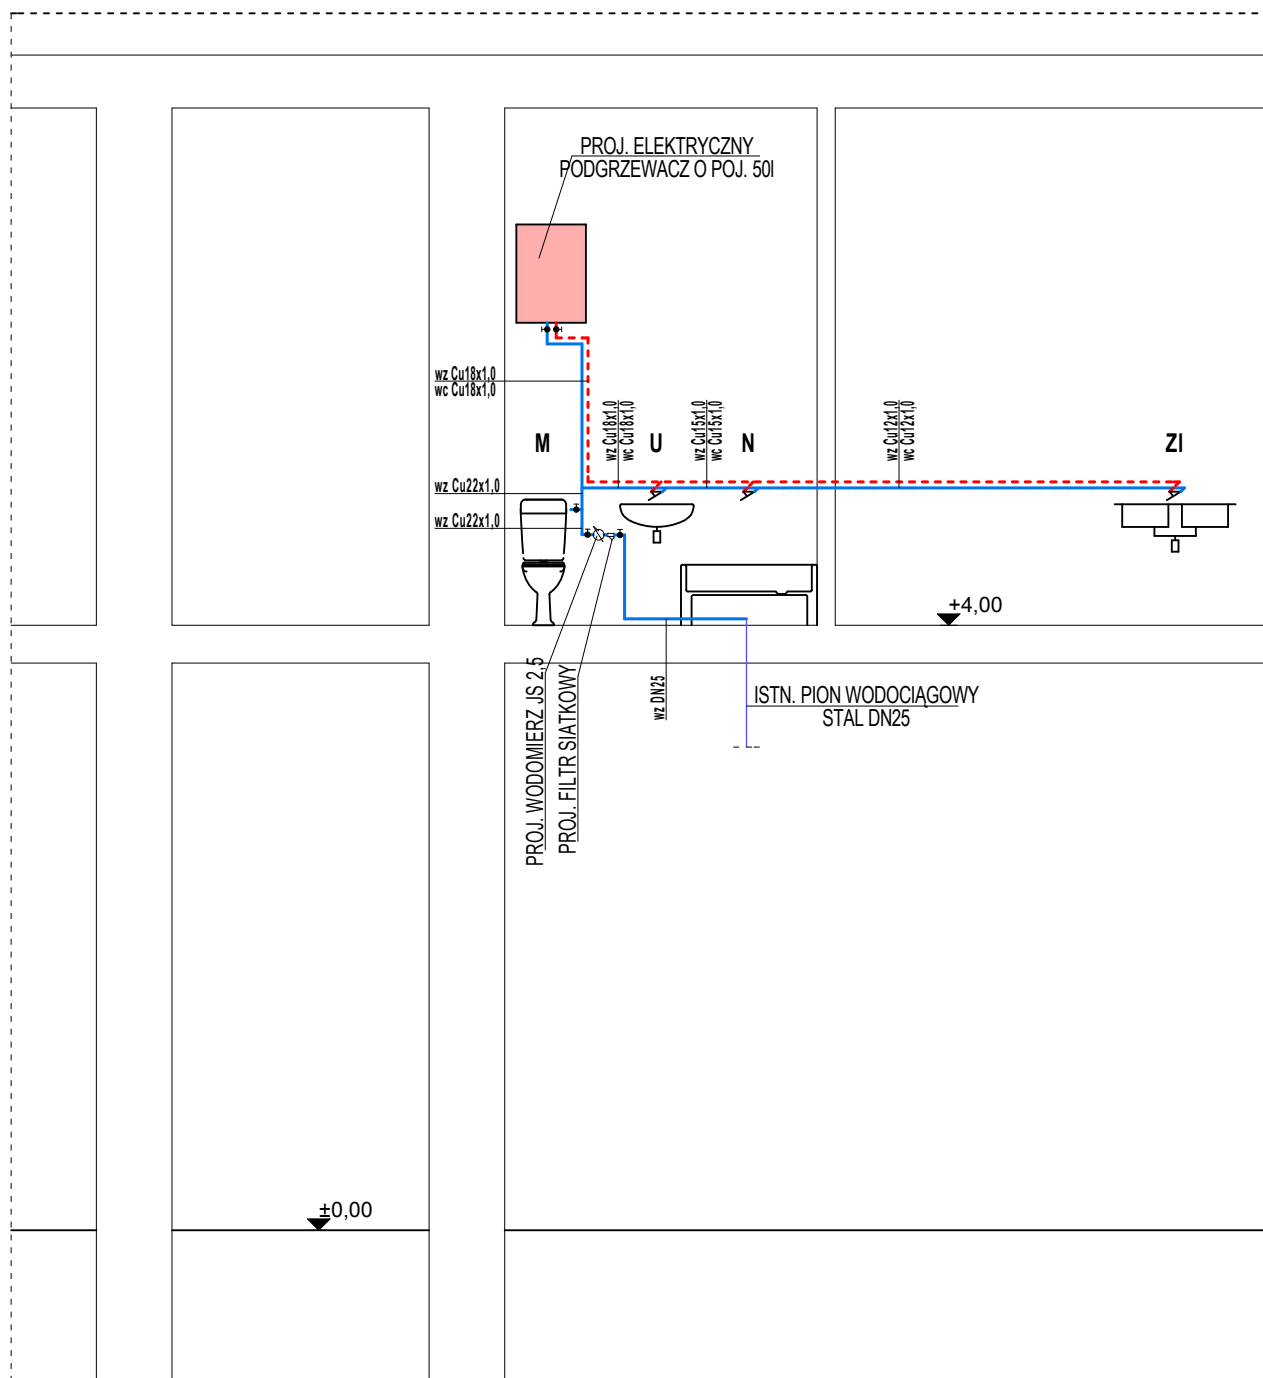 PROJ. ELEKTRYCZNY
PODGRZEWACZ O POJ. 50l
wz Cu18x1,0
wc Cu18x1,0
wz Cu18x1,0
wc Cu18x1,0
wz Cu15x1,0
wc Cu15x1,0
wz Cu12x1,0
wc Cu12x1,0
M
U
N
Zl
wz Cu22x1,0
wz Cu22x1,0
+4,00
PROJ. WODOMIERZ JS 2,5
PROJ. FILTR SIATKOWY
wz DN25
ISTN. PION WODOCIĄGOWY
STAL DN25
±0,00